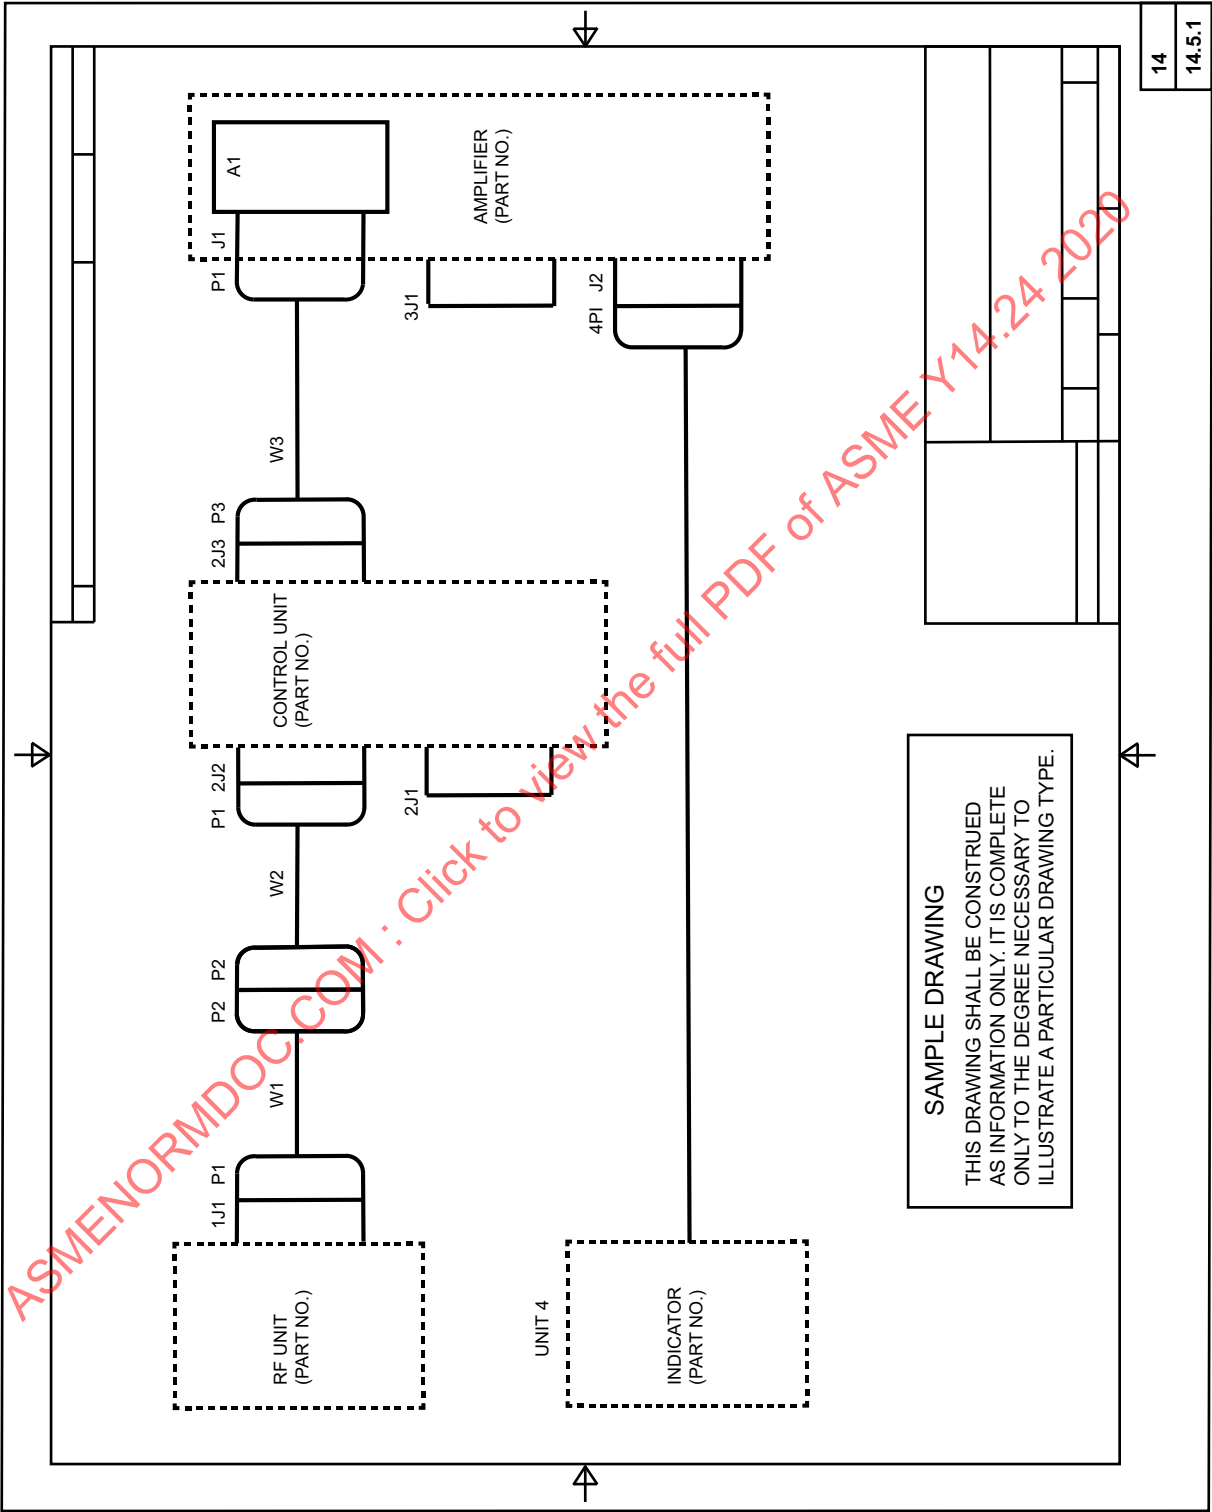 14
14.5.1
RF UNIT
(PART NO.)
1J1
P1
W1
P2
P2
W2
P1
2J2
2J1
CONTROL UNIT
(PART NO.)
2J3
P3
W3
P1
J1
A1
3J1
4PI
J2
AMPLIFIER
(PART NO.)
UNIT 4
INDICATOR
(PART NO.)
SAMPLE DRAWING
THIS DRAWING SHALL BE CONSTRUED
AS INFORMATION ONLY. IT IS COMPLETE
ONLY TO THE DEGREE NECESSARY TO
ILLUSTRATE A PARTICULAR DRAWING TYPE.
ASMENORMDOC.COM : Click to view the full PDF of ASME Y14.24 2020